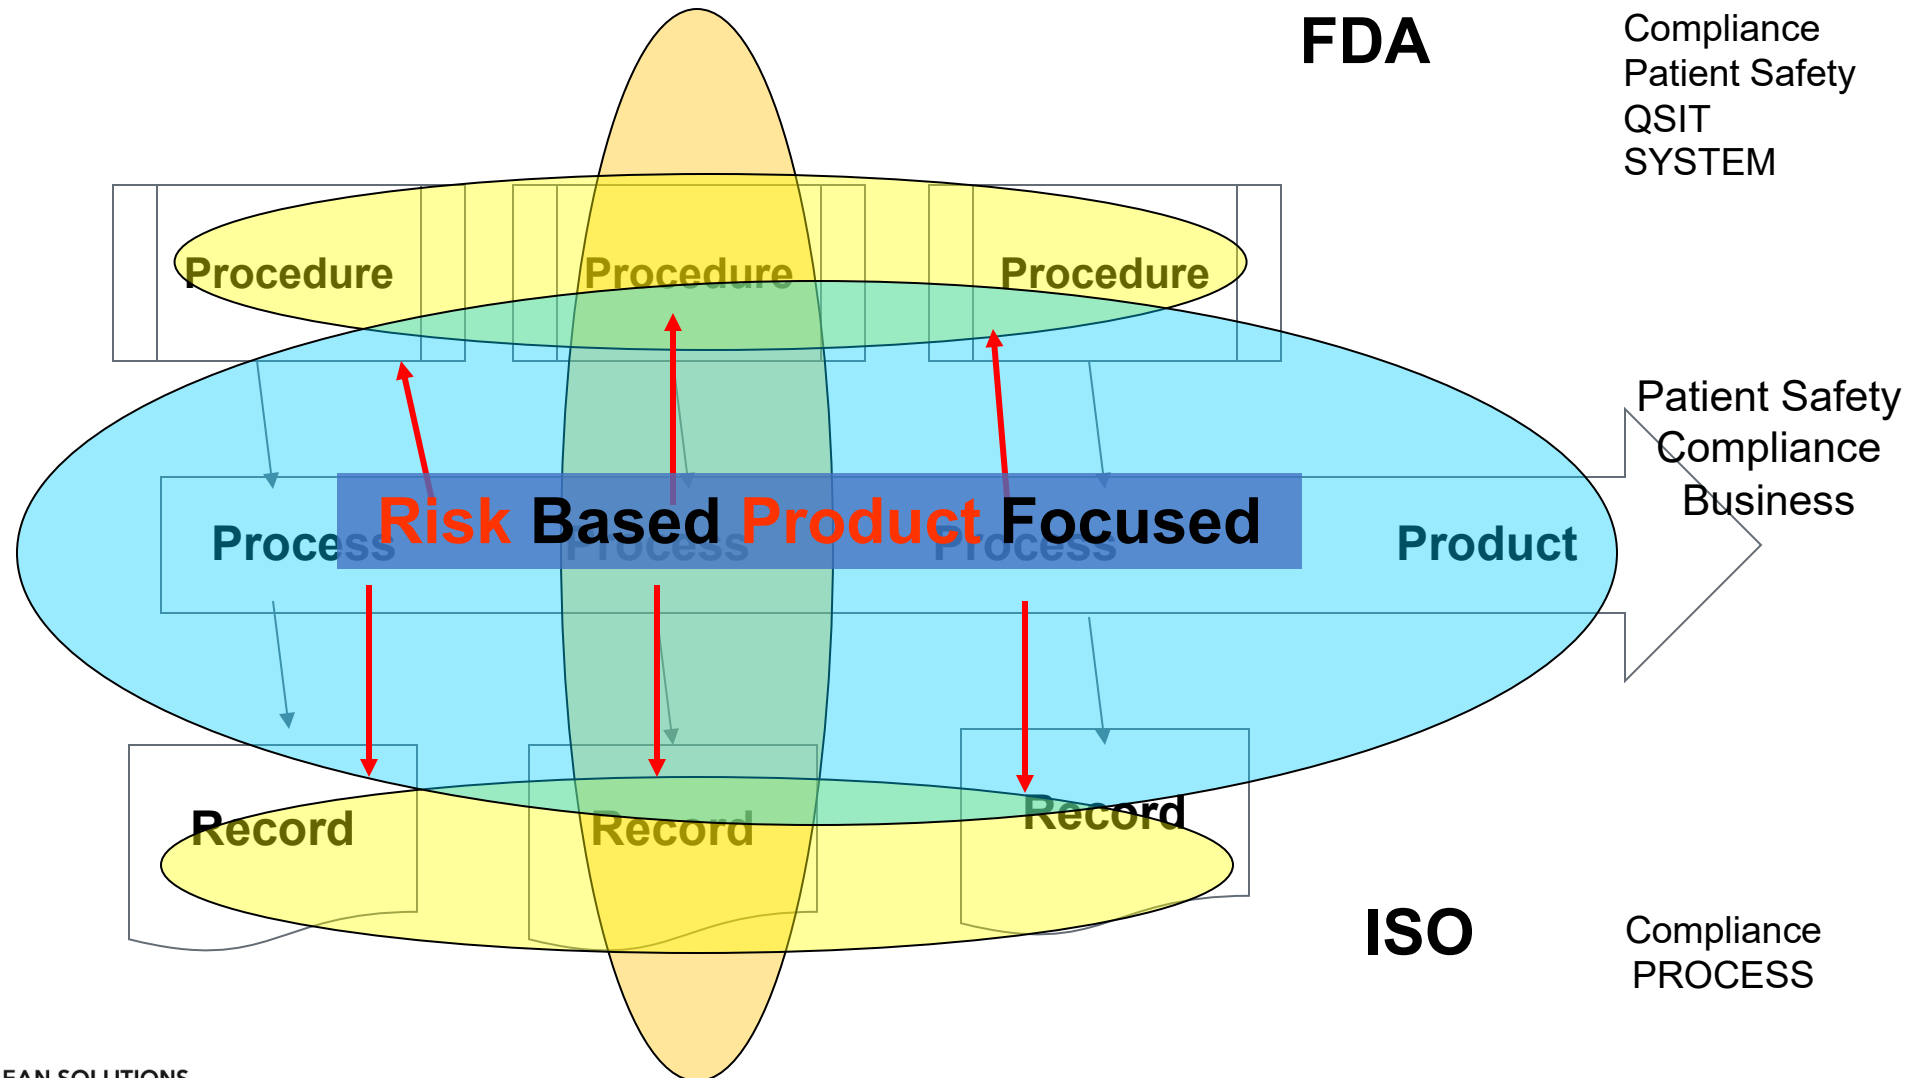 FDA
Compliance
Patient Safety
QSIT
SYSTEM
Procedure
Procedure
Procedure
Patient Safety
Compliance
Business
Risk Based Product Focused
Process
Process
Process
Product
Record
Record
Record
ISO
Compliance
PROCESS
SOLUTIONS